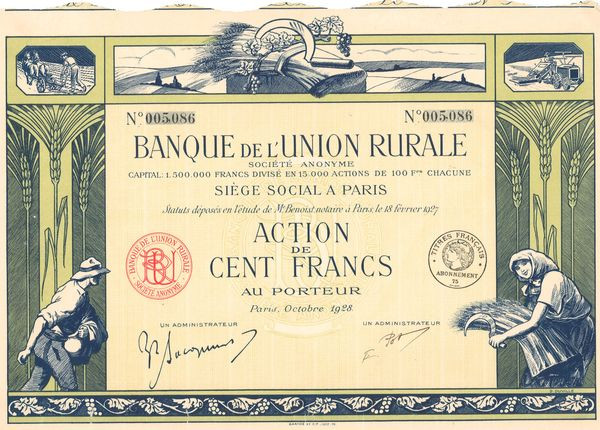 N° 005.086 N° 005.086
BANQUE DE L'UNION RURALE
SOCIÉTÉ ANONYME
CAPITAL: 1.500.000 FRANCS DIVISÉ EN 15.000 ACTIONS DE 100 Fcs CHACUNE
SIÈGE SOCIAL A PARIS
Statuts déposés en l'étude de Me Benoist, notaire à Paris, le 18 février 1927
ACTION
DE
CENT FRANCS
AU PORTEUR
Paris, Octobre 1928.
BANQUE DE L'UNION RURALE
BUR
SOCIÉTÉ ANONYME
TITRES FRANÇAIS
ABONNEMENT
75
UN ADMINISTRATEUR UN ADMINISTRATEUR